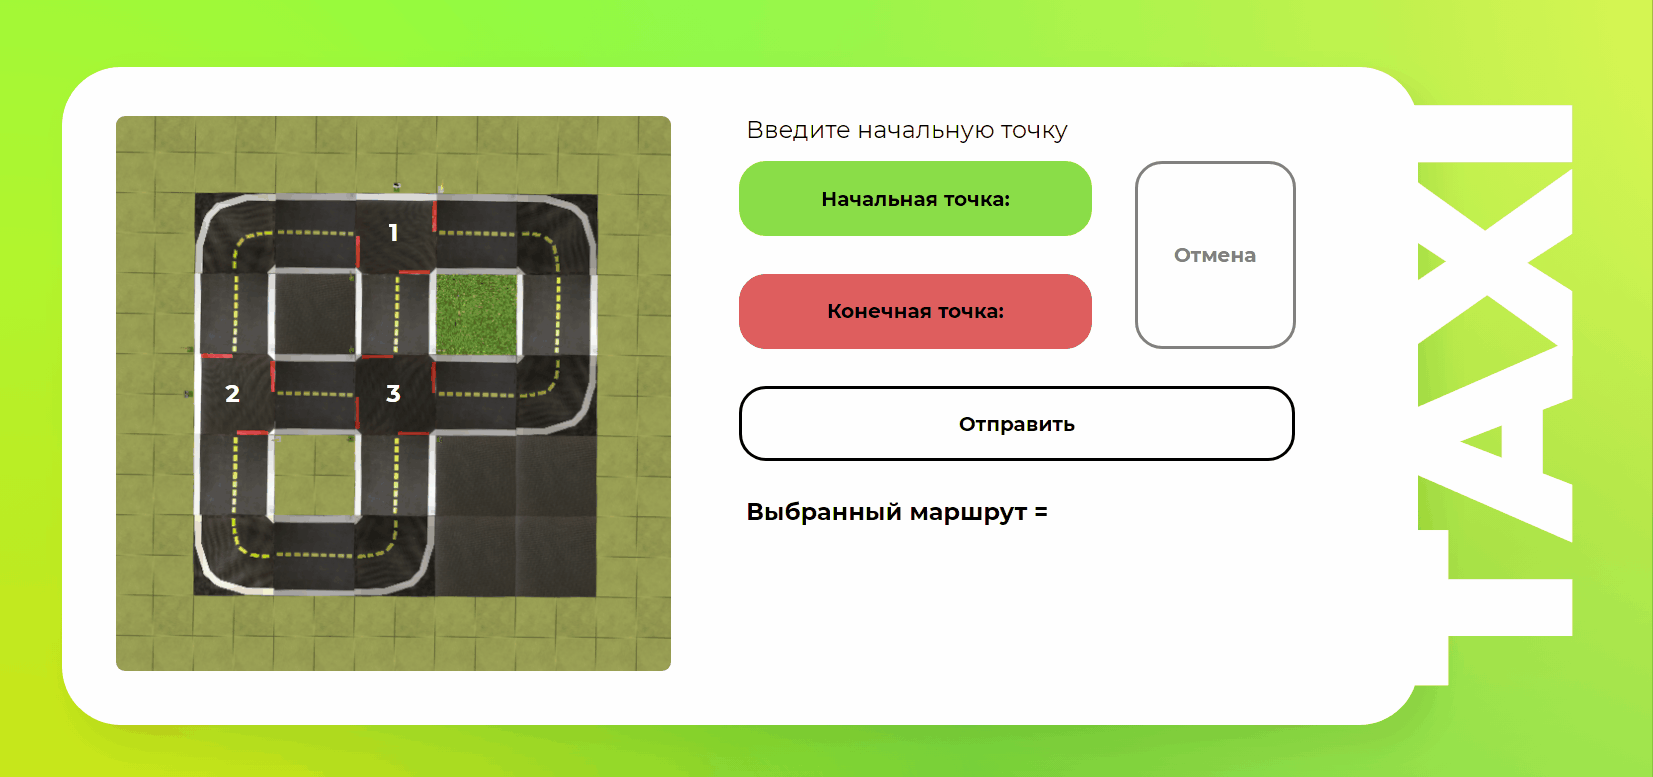 Введите начальную точку
Начальная точка:
Отмена
Конечная точка:
Отправить
Выбранный маршрут =
1
2
3
TAXI